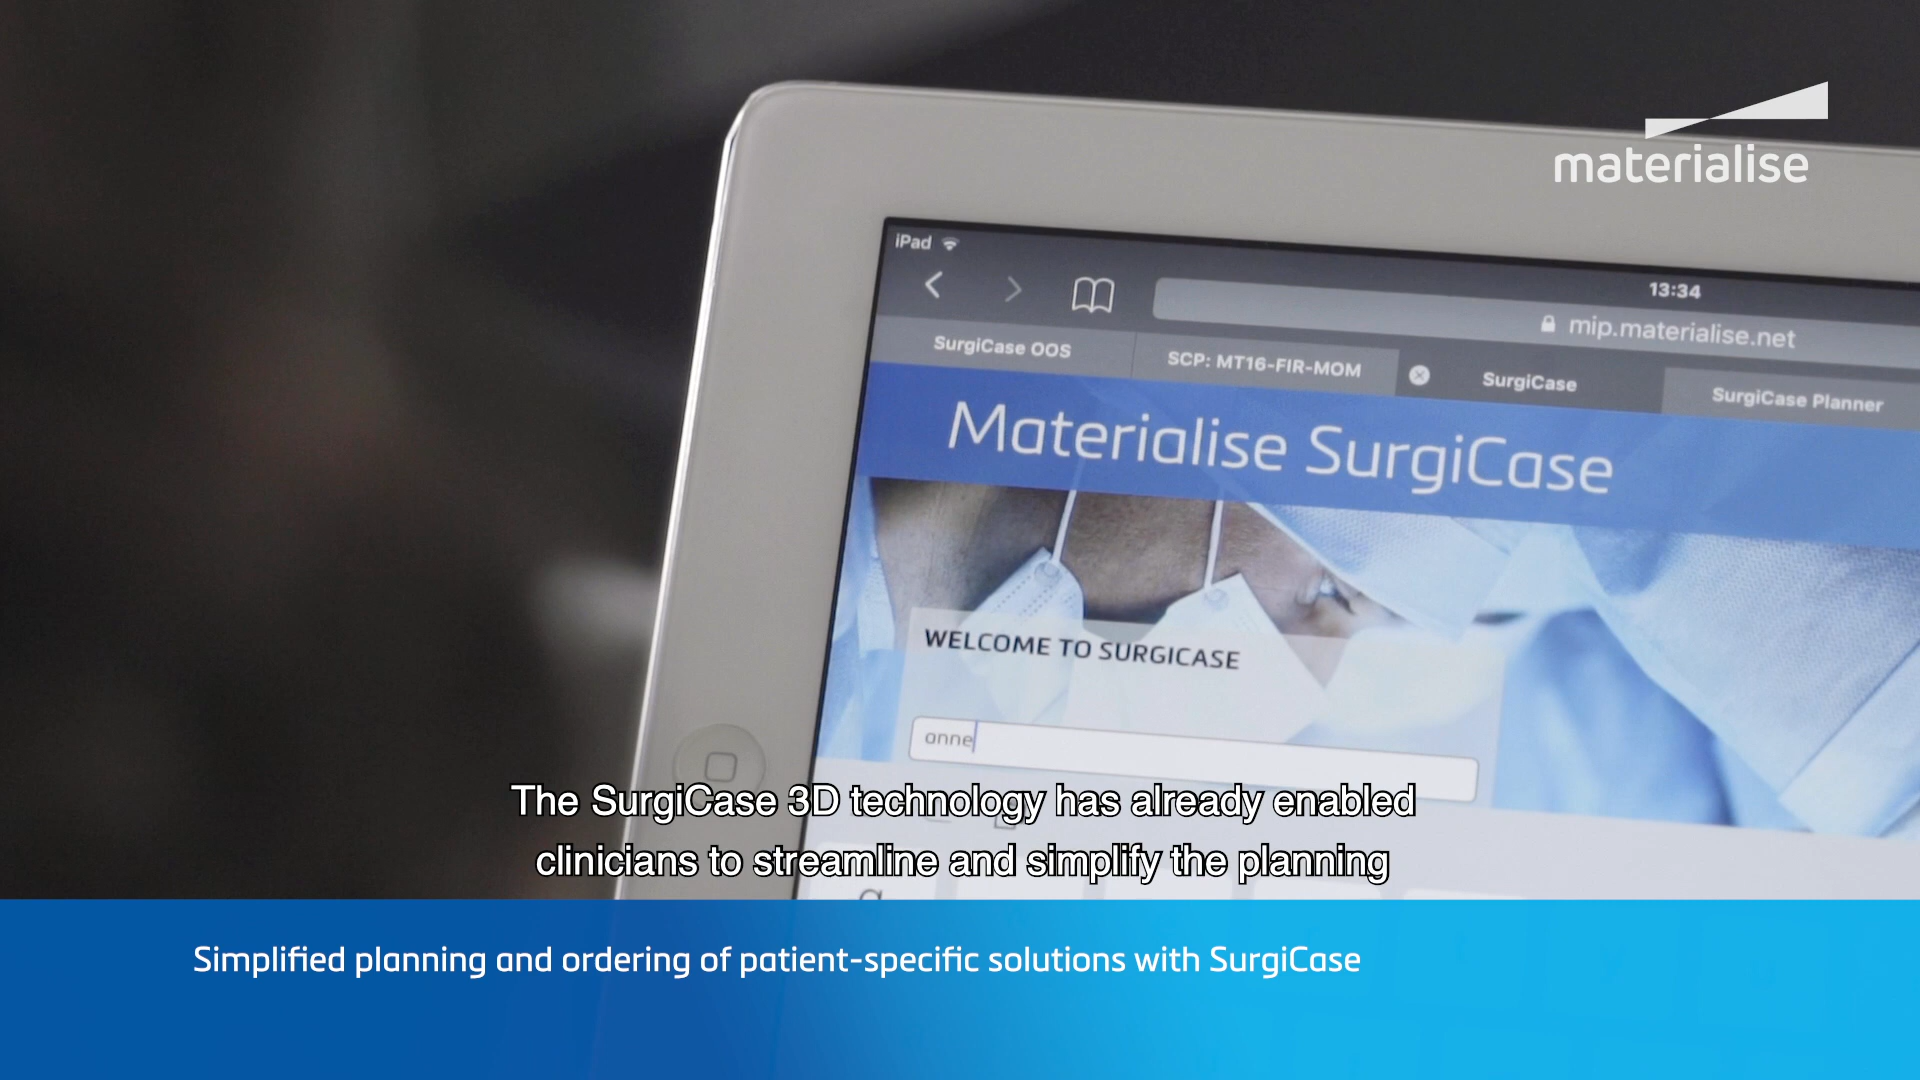 materialise
iPad
13:34
mip.materialise.net
SurgiCase OOS
SCP: MT16-FIR-MOM
SurgiCase
SurgiCase Planner
Materialise SurgiCase
WELCOME TO SURGICASE
anne
The SurgiCase 3D technology has already enabled
clinicians to streamline and simplify the planning
Simplified planning and ordering of patient-specific solutions with SurgiCase